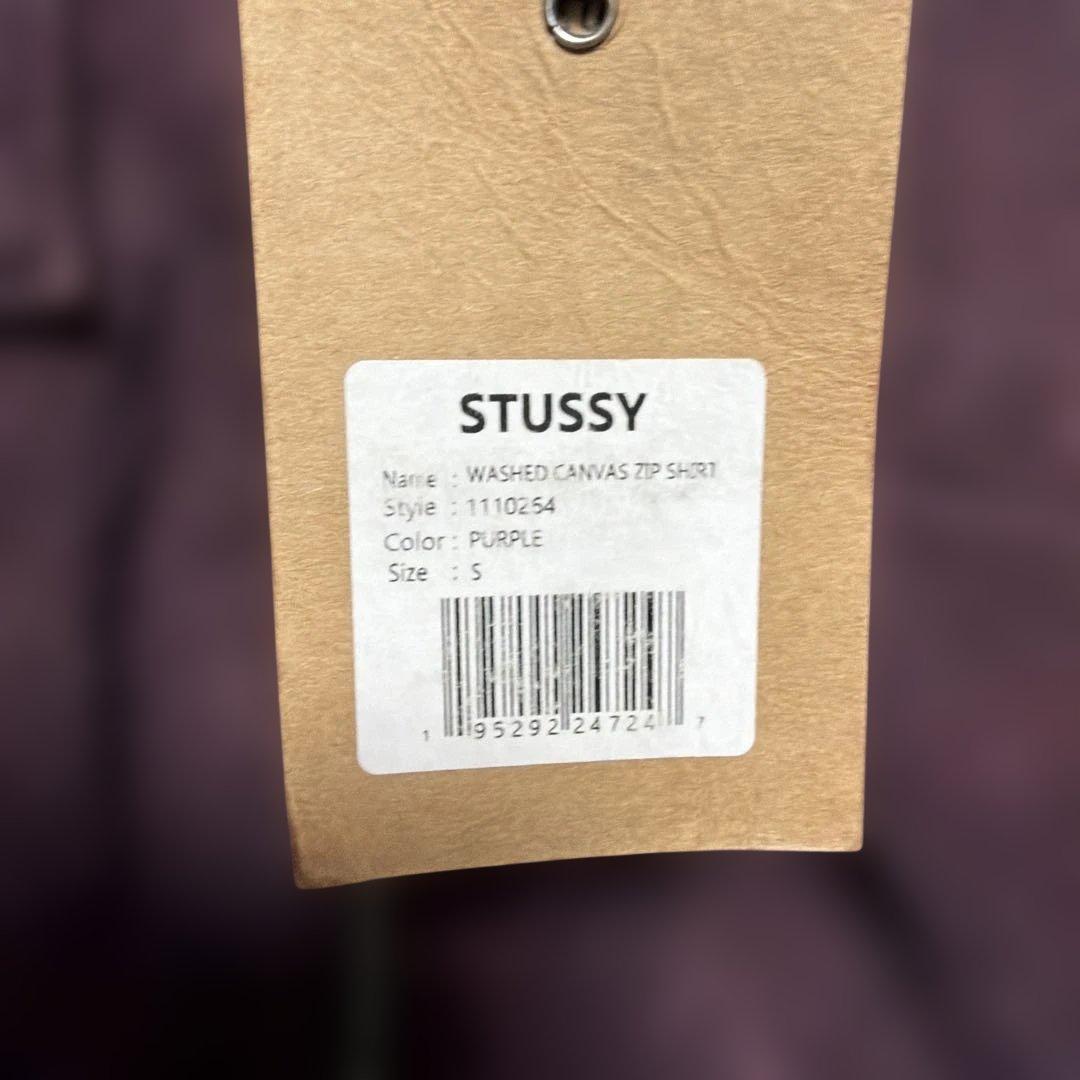 STUSSY
Name : WASHED CANVAS ZIP SHIRT
Style : 1110264
Color : PURPLE
Size : S
1 95292 24724 7